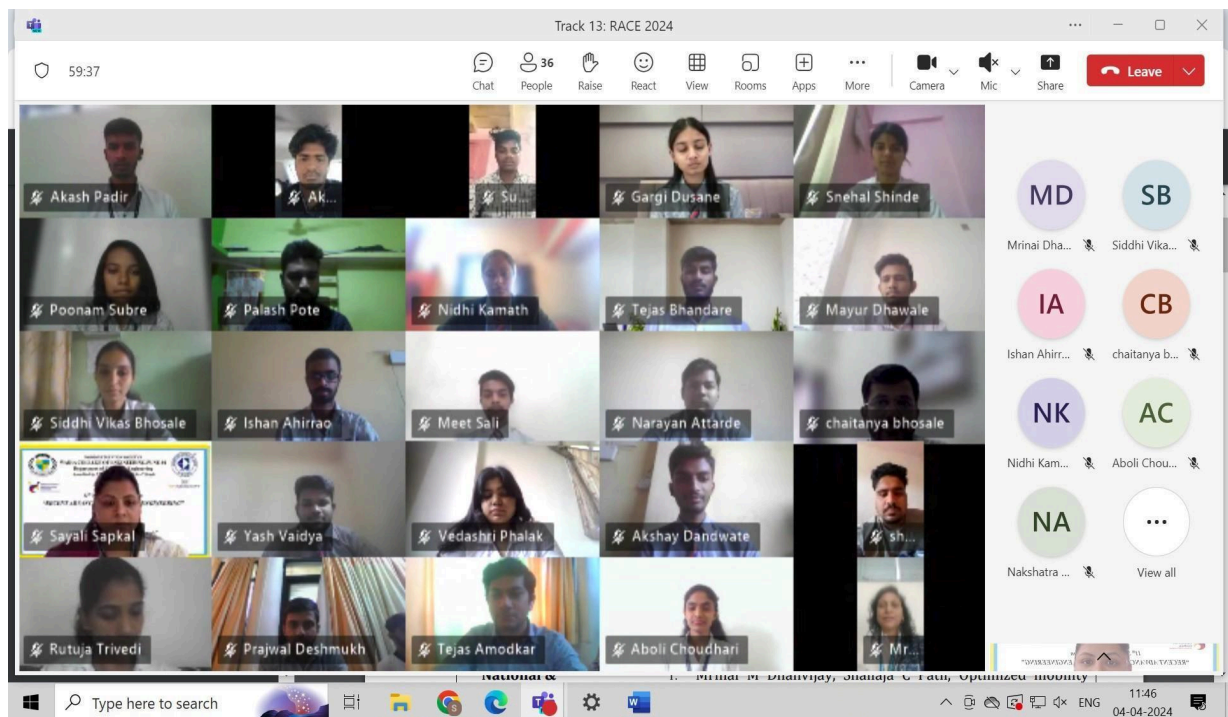 Track 13: RACE 2024
59:37
Chat
People 36
Raise
React
View
Rooms
Apps
More
Camera
Mic
Share
Leave
Akash Padir
Ak...
Su...
Gargi Dusane
Snehal Shinde
Poonam Subre
Palash Pote
Nidhi Kamath
Tejas Bhandare
Mayur Dhawale
Siddhi Vikas Bhosale
Ishan Ahirrao
Meet Sali
Narayan Attarde
chaitanya bhosale
Sayali Sapkal
Yash Vaidya
Vedashri Phalak
Akshay Dandwate
sh...
Rutuja Trivedi
Prajwal Deshmukh
Tejas Amodkar
Aboli Choudhari
Mr...
MD
SB
Mrinai Dha...
Siddhi Vika...
IA
CB
Ishan Ahirr...
chaitanya b...
NK
AC
Nidhi Kam...
Aboli Chou...
NA
Nakshatra ...
View all
National &
Type here to search
ENG
11:46
04-04-2024